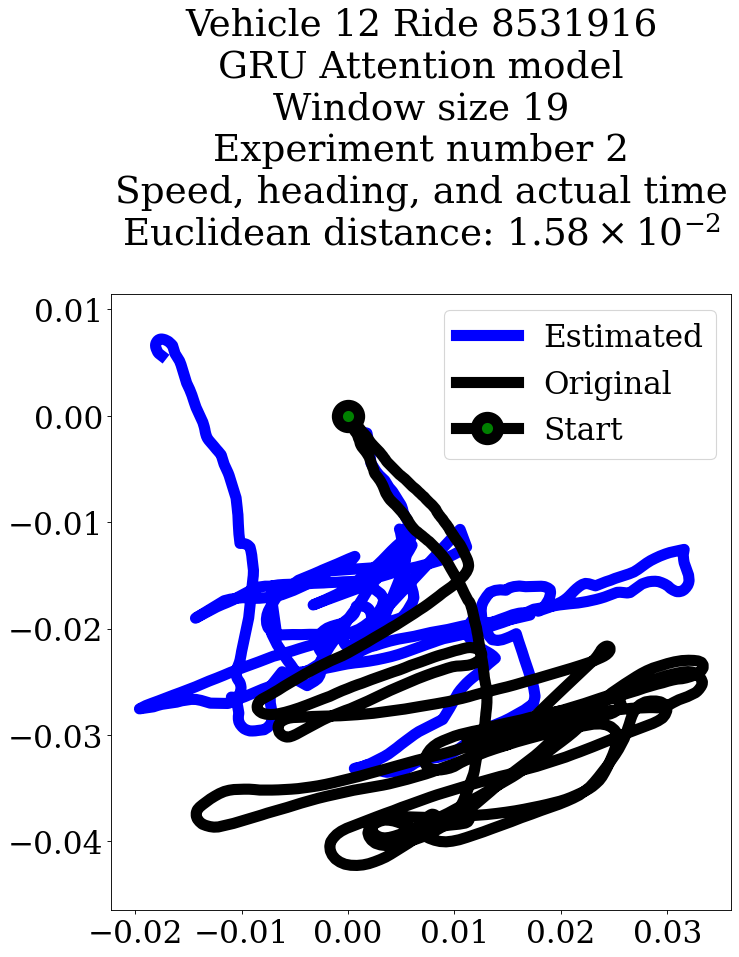 Vehicle 12 Ride 8531916
GRU Attention model
Window size 19
Experiment number 2
Speed, heading, and actual time
Euclidean distance: 1.58 × 10⁻²
Estimated
Original
Start
0.01
0.00
−0.01
−0.02
−0.03
−0.04
−0.02 −0.01 0.00 0.01 0.02 0.03